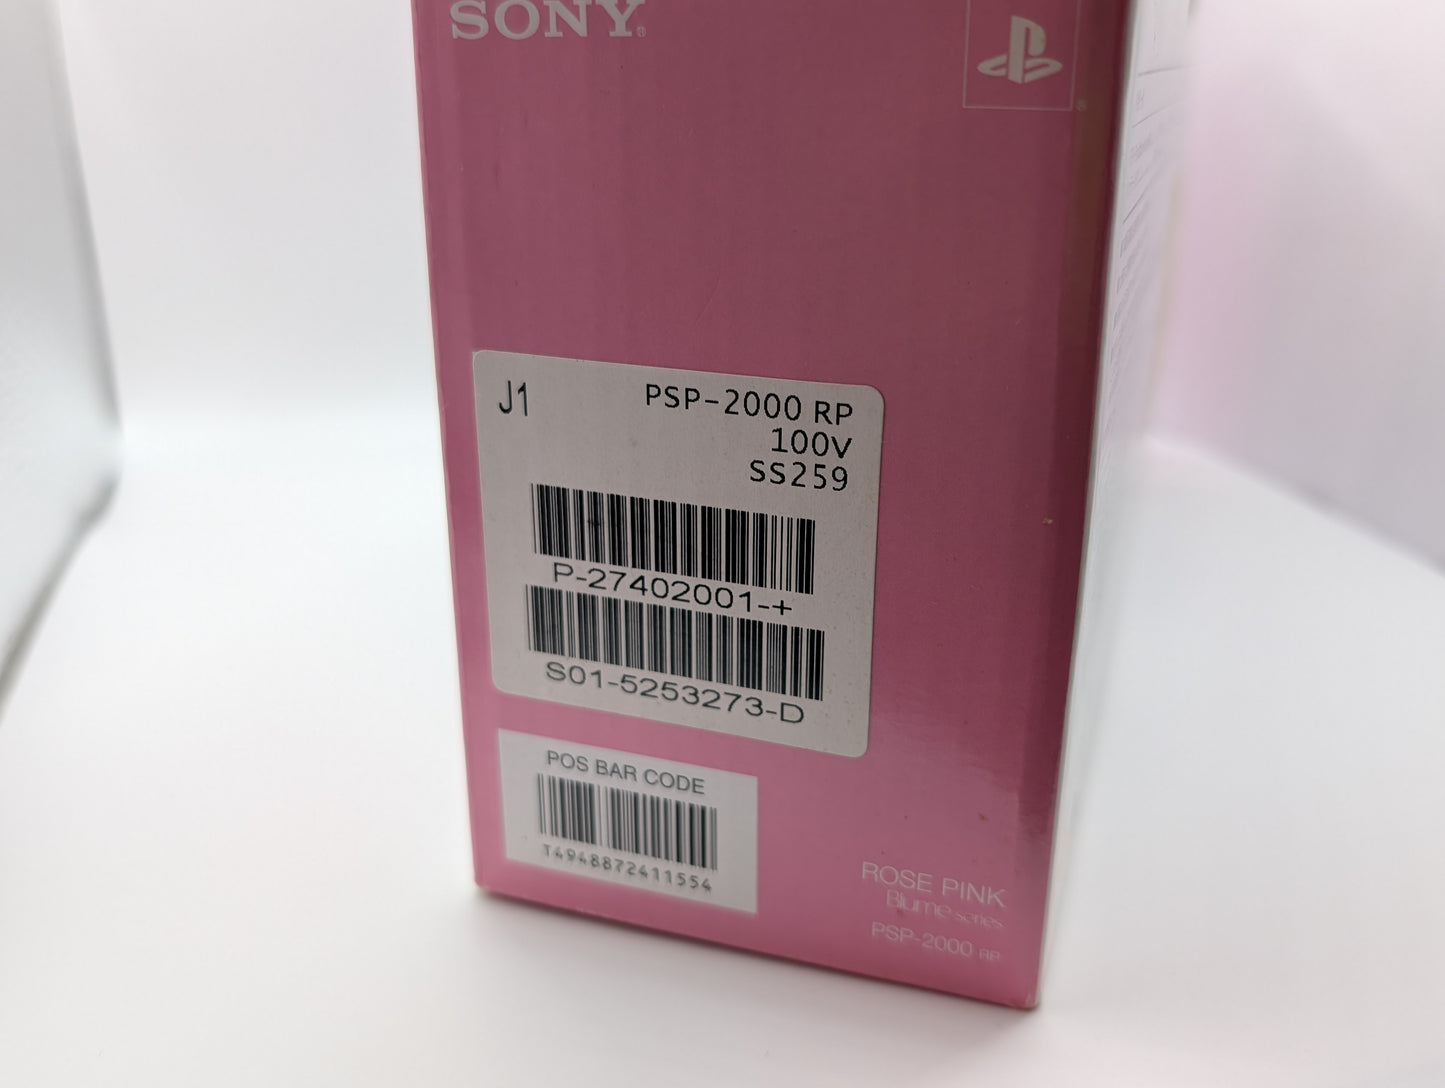 SONY®
J1
PSP-2000 RP
100V
SS259
P-27402001-+
S01-5253273-D
POS BAR CODE
T4948872411554
ROSE PINK
Blume series
PSP-2000 RP